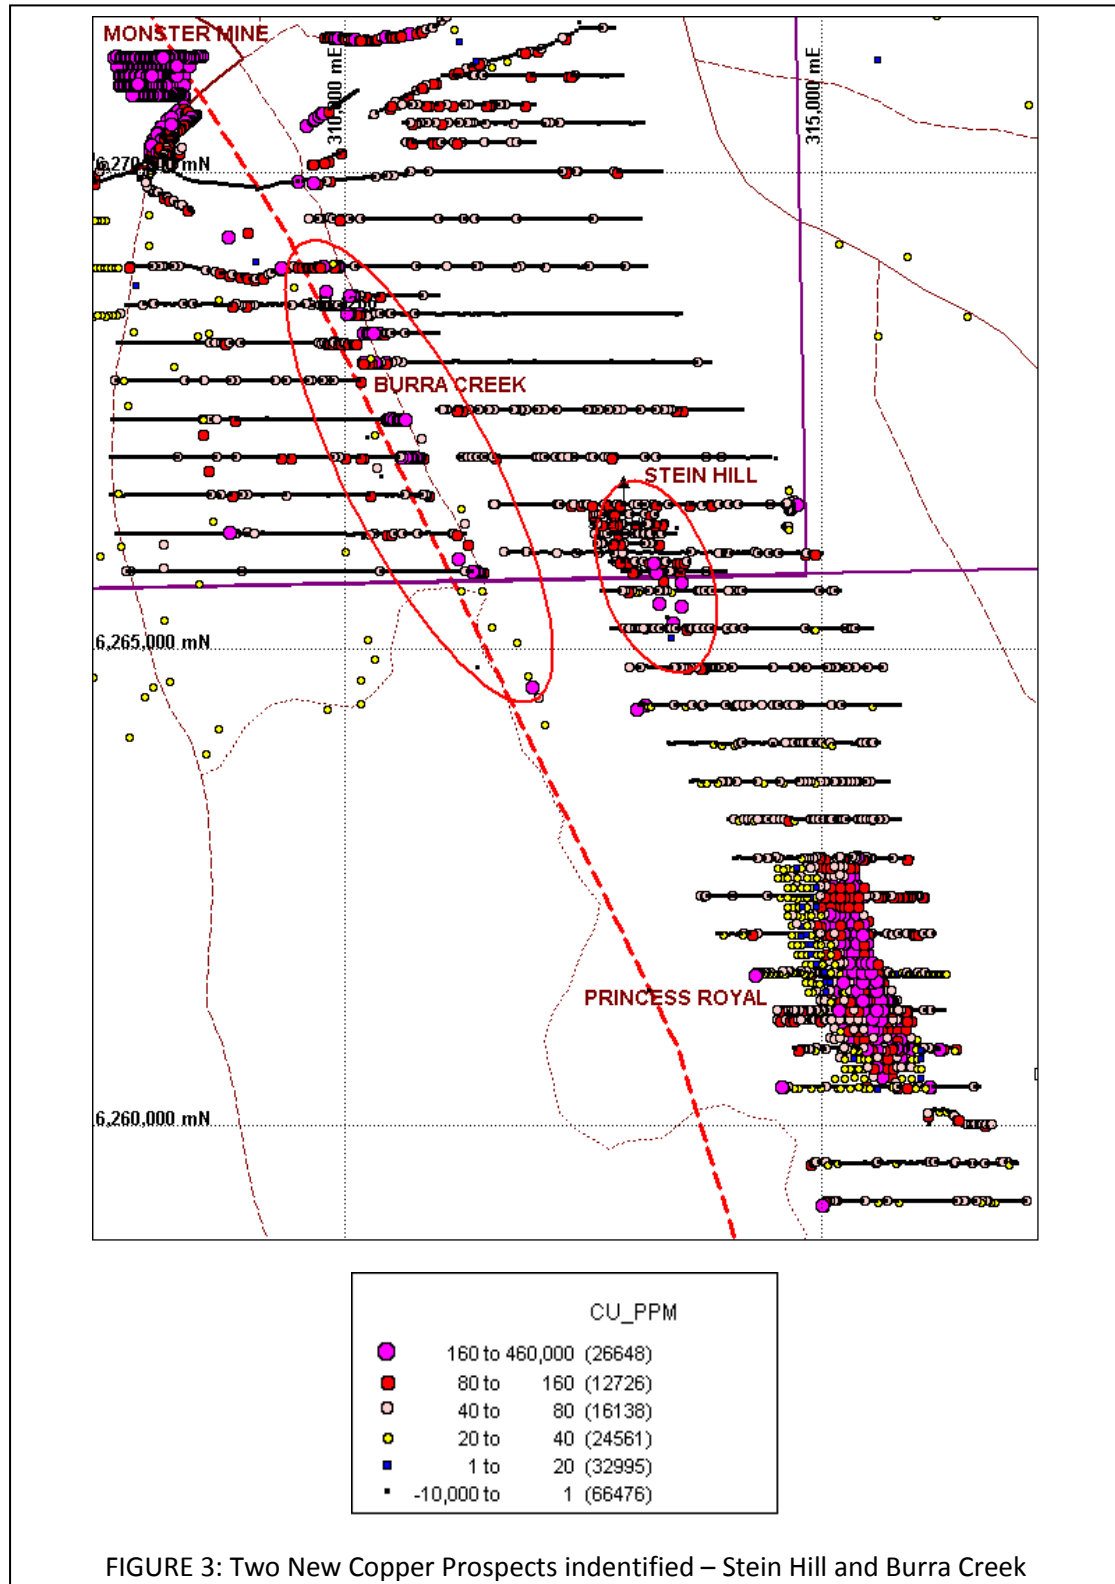 MONSTER MINE
310,000 mE
315,000 mE
6,270,000 mN
BURRA CREEK
STEIN HILL
6,265,000 mN
PRINCESS ROYAL
6,260,000 mN
CU_PPM
160 to 460,000 (26648)
80 to 160 (12726)
40 to 80 (16138)
20 to 40 (24561)
1 to 20 (32995)
-10,000 to 1 (66476)
FIGURE 3: Two New Copper Prospects indentified – Stein Hill and Burra Creek